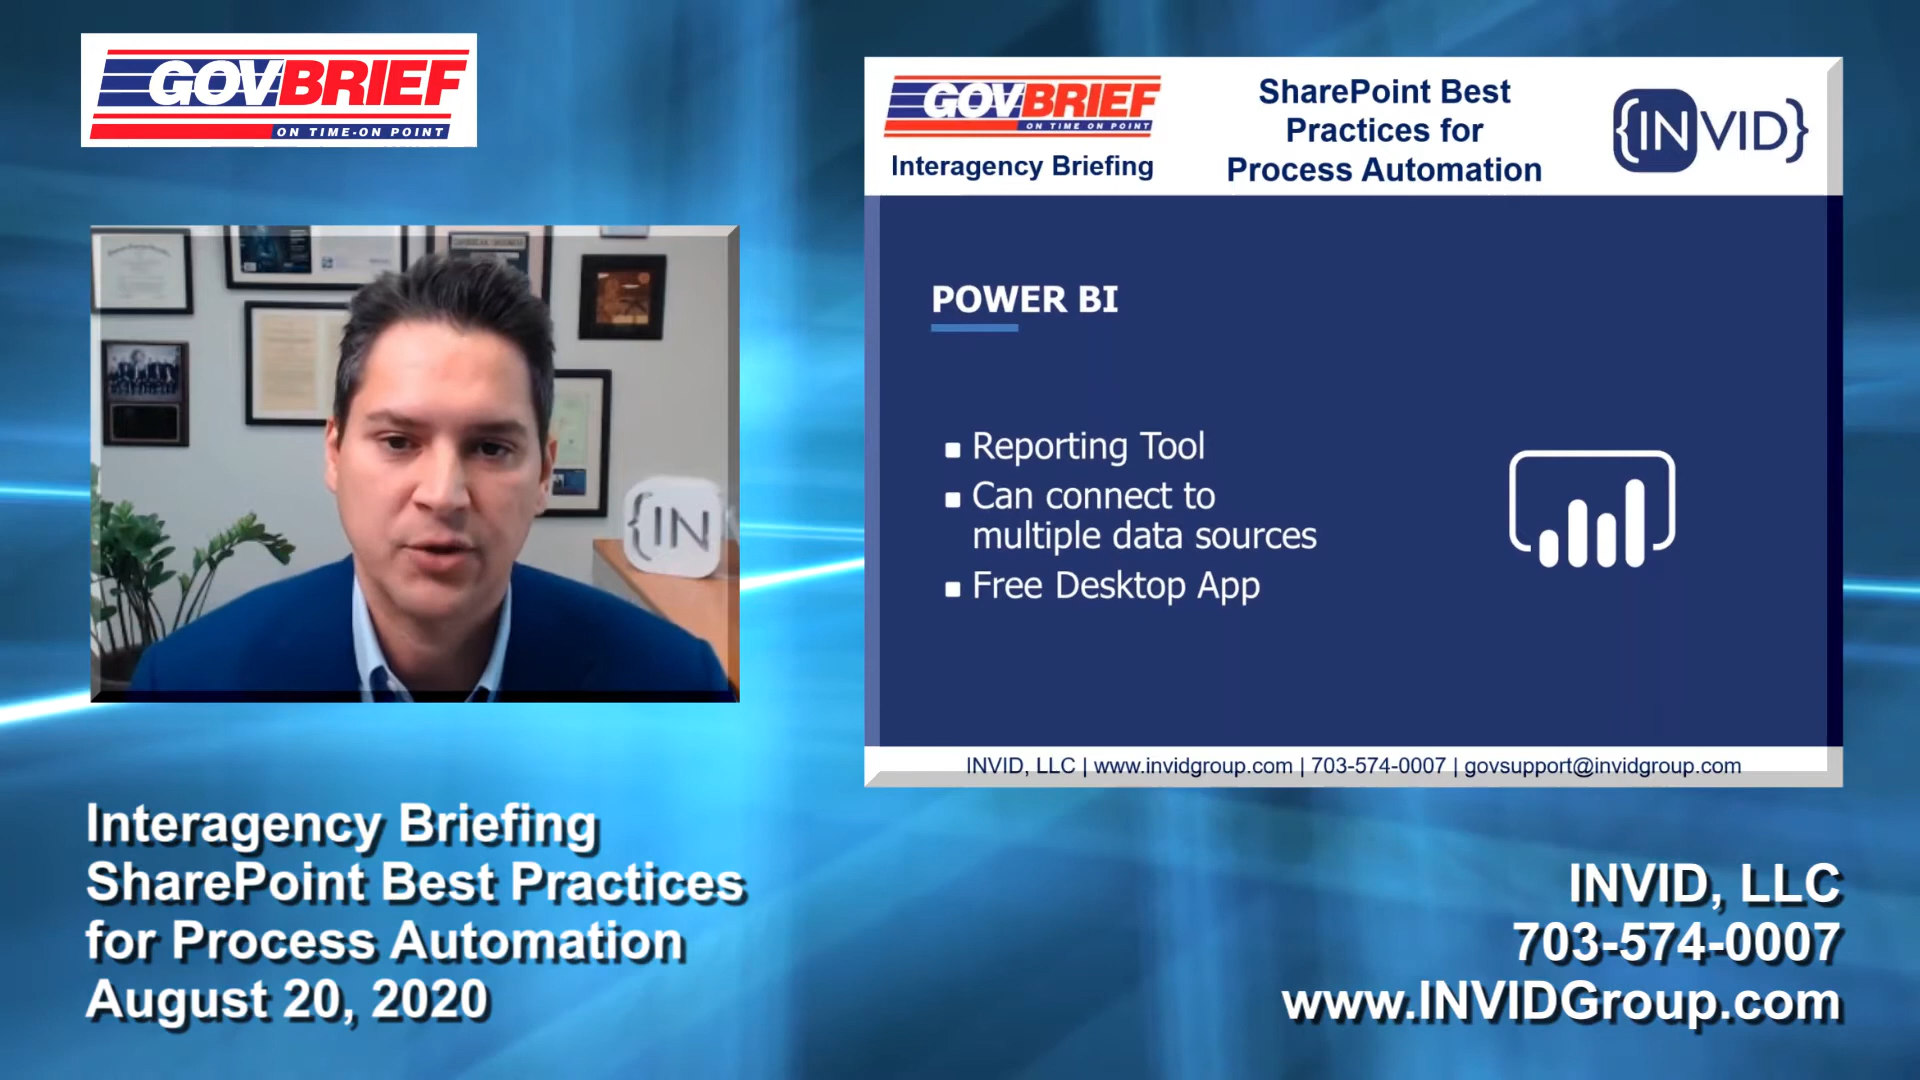 GOVBRIEF
ON TIME-ON POINT
{IN
Interagency Briefing
SharePoint Best Practices
for Process Automation
August 20, 2020
GOVBRIEF
ON TIME ON POINT
Interagency Briefing
SharePoint Best
Practices for
Process Automation
{INVID}
POWER BI
Reporting Tool
Can connect to
multiple data sources
Free Desktop App
INVID, LLC | www.invidgroup.com | 703-574-0007 | govsupport@invidgroup.com
INVID, LLC
703-574-0007
www.INVIDGroup.com